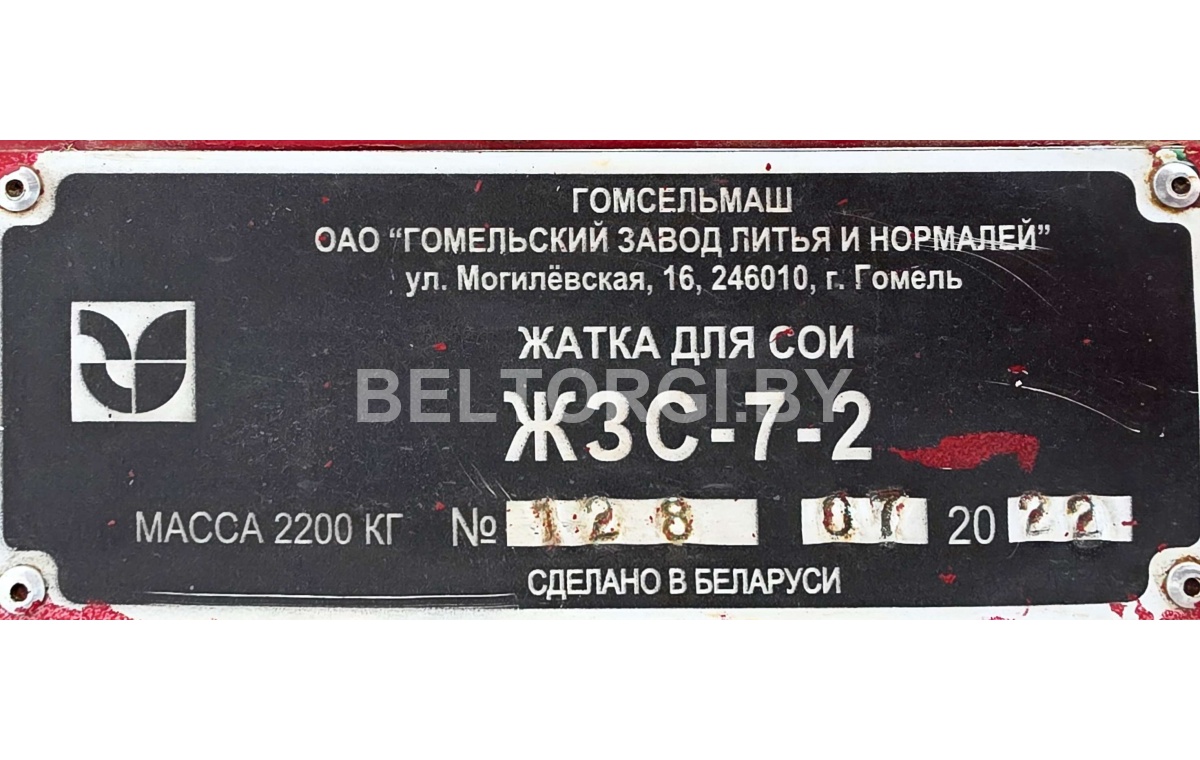 ГОМСЕЛЬМАШ
ОАО "ГОМЕЛЬСКИЙ ЗАВОД ЛИТЬЯ И НОРМАЛЕЙ"
ул. Могилёвская, 16, 246010, г. Гомель
ЖАТКА ДЛЯ СОИ
BELTORGI.BY
ЖЗС-7-2
МАССА 2200 КГ № 128 07 2022
СДЕЛАНО В БЕЛАРУСИ